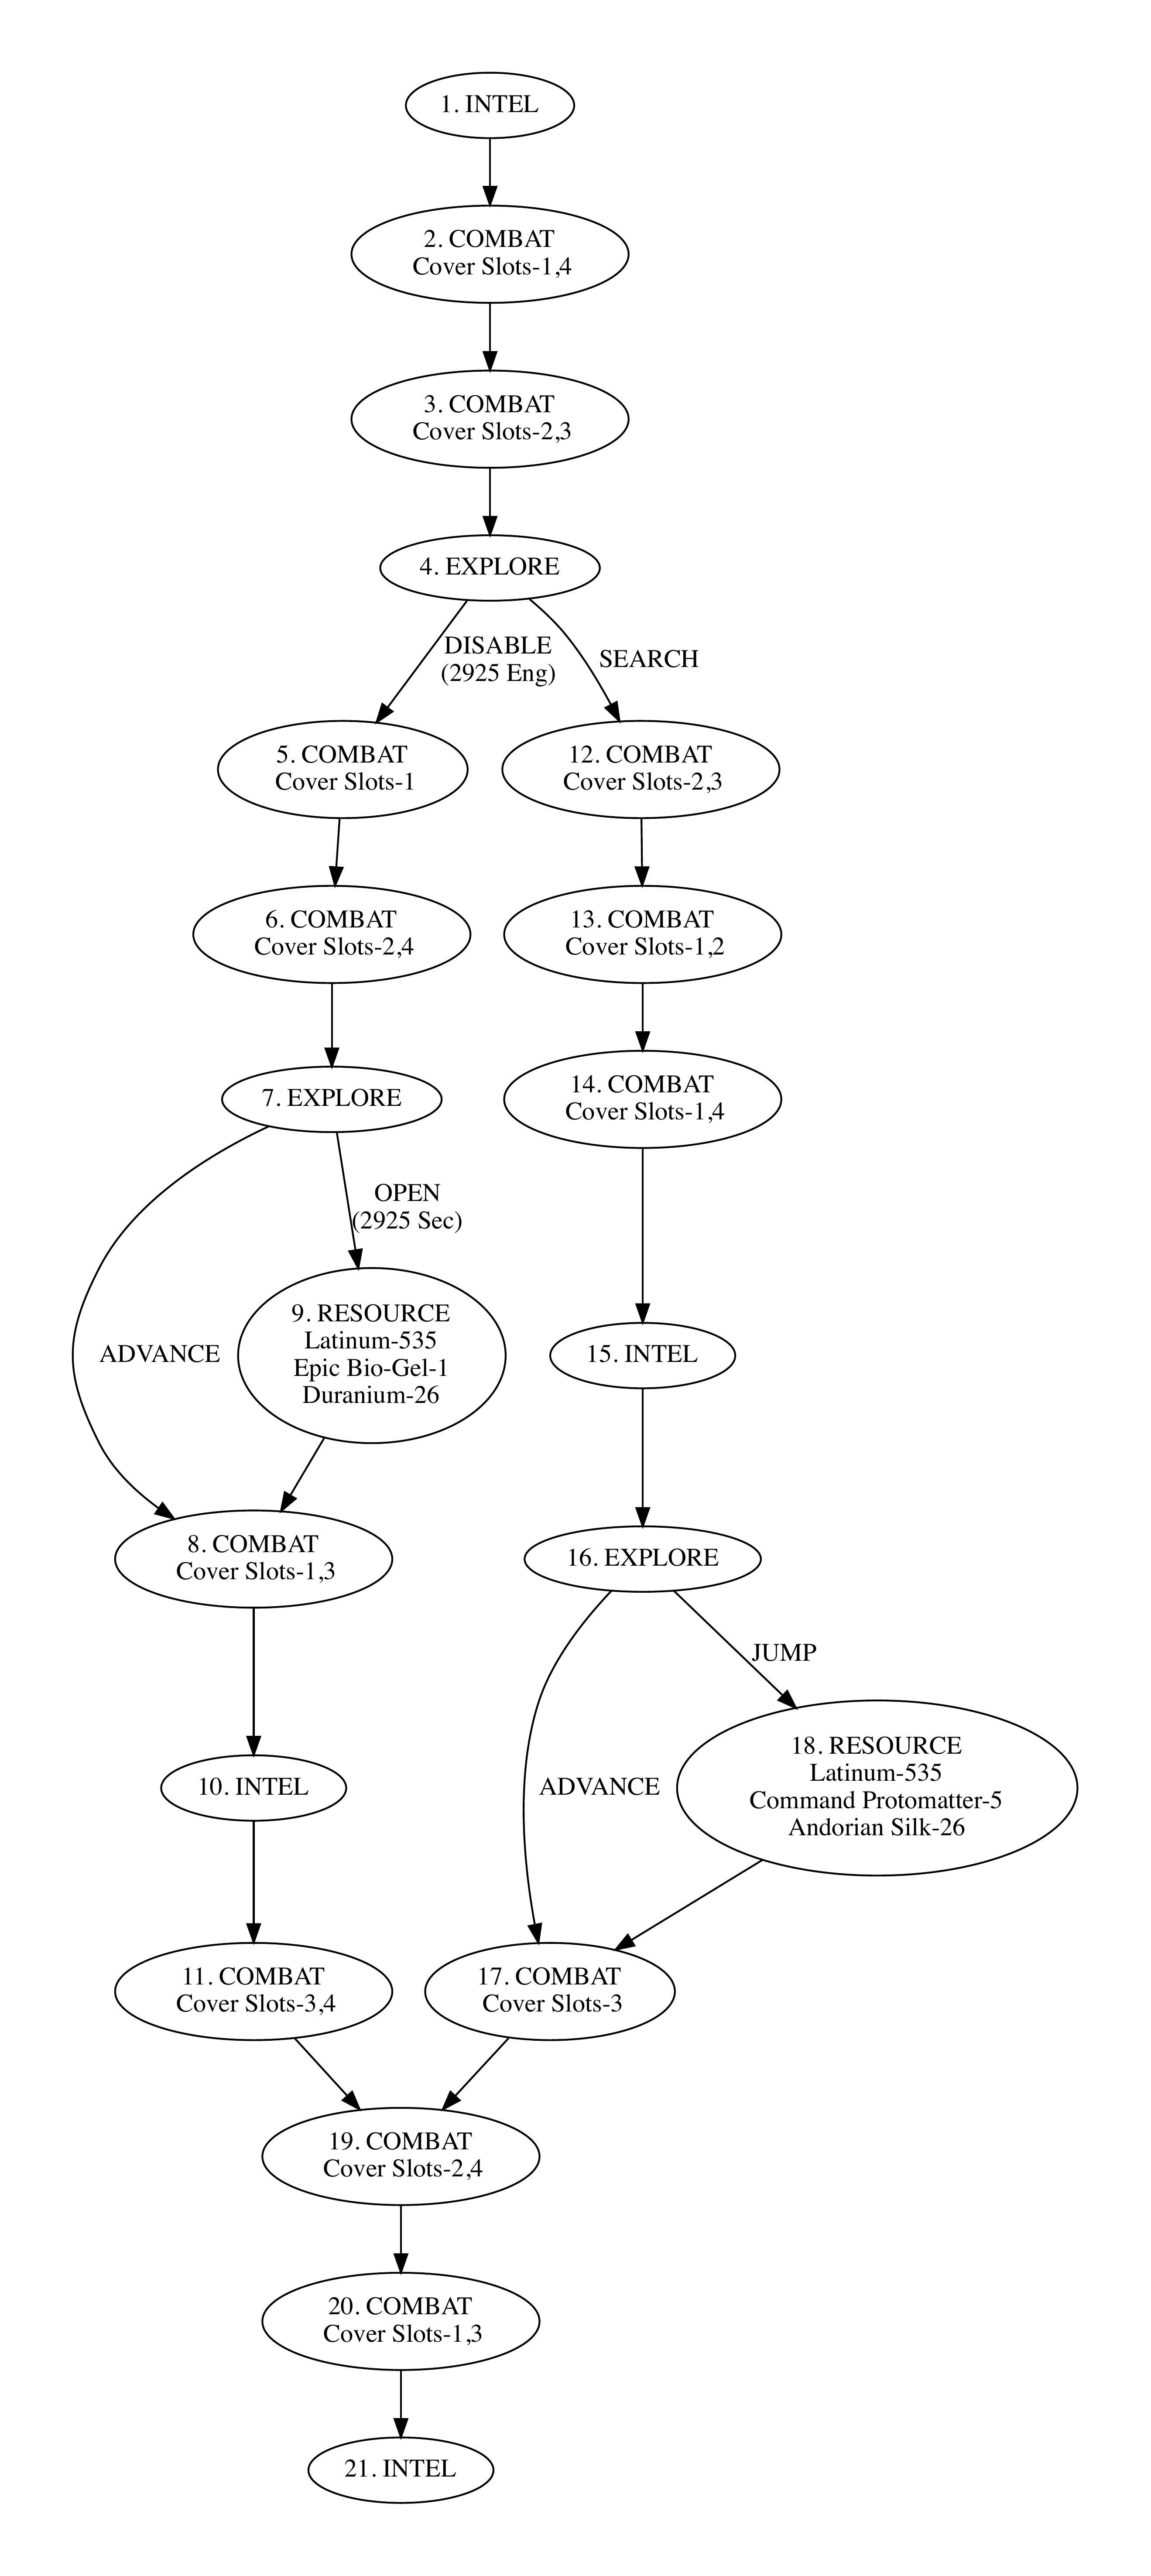 1. INTEL
2. COMBAT
Cover Slots-1,4
3. COMBAT
Cover Slots-2,3
4. EXPLORE
DISABLE
(2925 Eng)
SEARCH
5. COMBAT
Cover Slots-1
12. COMBAT
Cover Slots-2,3
6. COMBAT
Cover Slots-2,4
13. COMBAT
Cover Slots-1,2
7. EXPLORE
14. COMBAT
Cover Slots-1,4
OPEN
(2925 Sec)
ADVANCE
9. RESOURCE
Latinum-535
Epic Bio-Gel-1
Duranium-26
15. INTEL
8. COMBAT
Cover Slots-1,3
16. EXPLORE
JUMP
10. INTEL
ADVANCE
18. RESOURCE
Latinum-535
Command Protomatter-5
Andorian Silk-26
11. COMBAT
Cover Slots-3,4
17. COMBAT
Cover Slots-3
19. COMBAT
Cover Slots-2,4
20. COMBAT
Cover Slots-1,3
21. INTEL